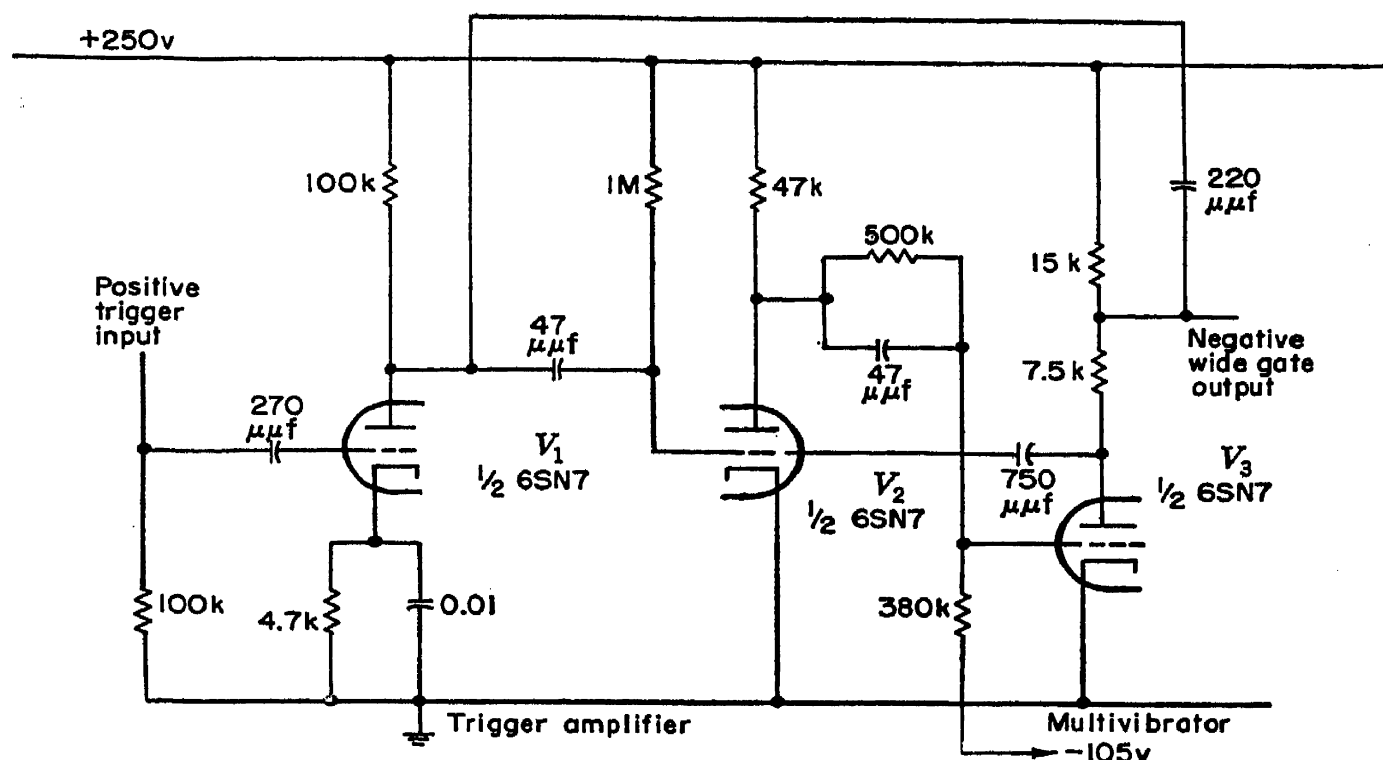 +250v
100k
1M
47k
220
μμf
500k
15 k
Positive
trigger
input
47
μμf
47
μμf
Negative
wide gate
output
7.5k
270
μμf
V1
1/2 6SN7
V2
1/2 6SN7
750
μμf
V3
1/2 6SN7
100k
4.7k
0.01
380k
Trigger amplifier
Multivibrator
-105v